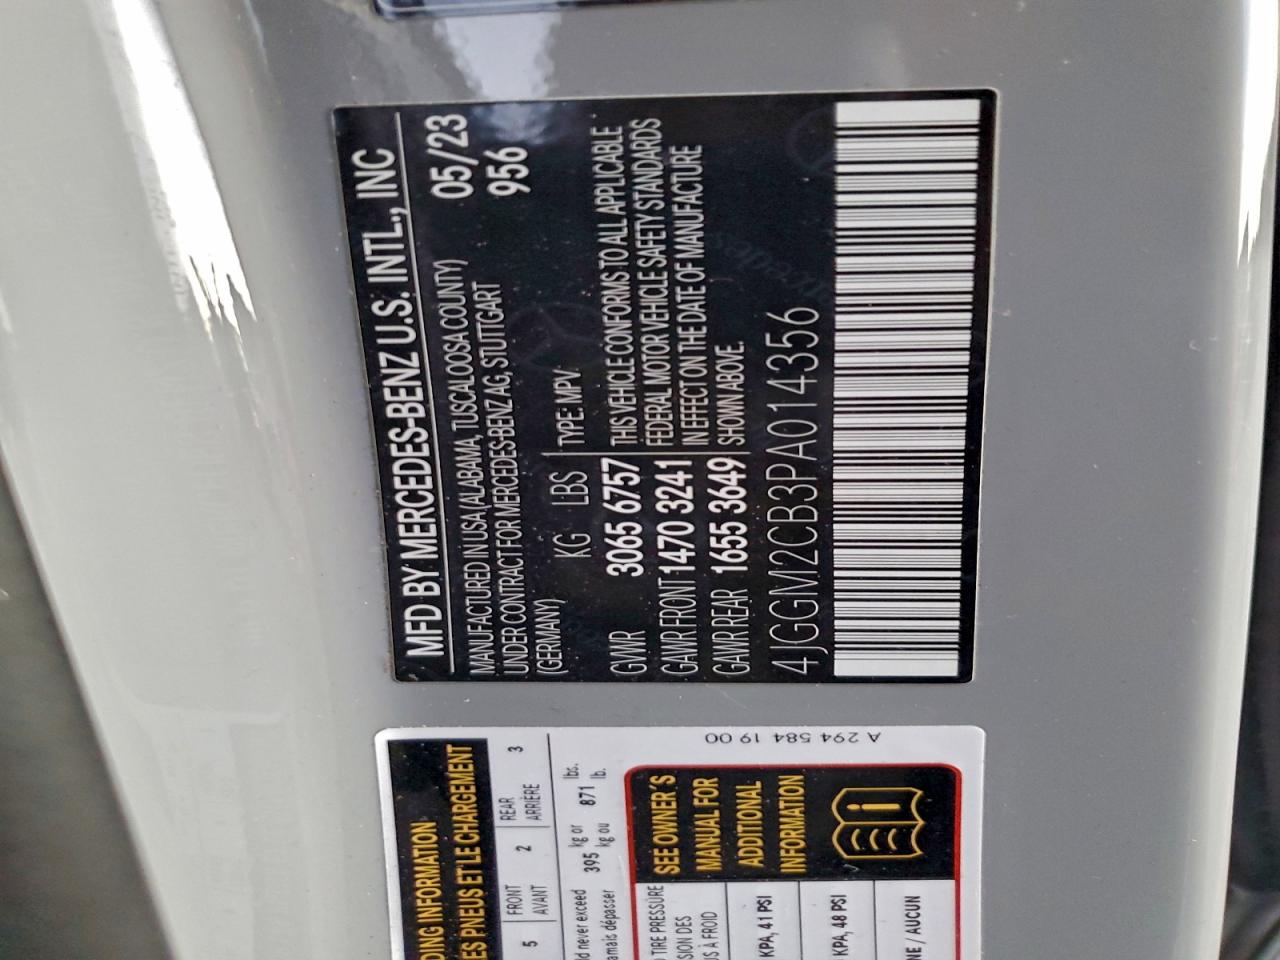 MFD BY MERCEDES-BENZ U.S. INTL., INC
MANUFACTURED IN USA (ALABAMA, TUSCALOOSA COUNTY) 05/23
UNDER CONTRACT FOR MERCEDES-BENZ AG, STUTTGART 956
(GERMANY)
KG LBS TYPE: MPV
GVWR 3065 6757
GAWR FRONT 1470 3241
GAWR REAR 1655 3649
THIS VEHICLE CONFORMS TO ALL APPLICABLE
FEDERAL MOTOR VEHICLE SAFETY STANDARDS
IN EFFECT ON THE DATE OF MANUFACTURE
SHOWN ABOVE.
4JGGM2CB3PA014356
INFORMATION
PNEUS ET LE CHARGEMENT
5 FRONT 2 REAR 3
AVANT ARRIÈRE
never exceed 395 kg or 871 lbs.
dépasser kg ou lb.
TIRE PRESSURE
DES
À FROID
KPA, 41 PSI
KPA, 48 PSI
/ AUCUN
SEE OWNER'S
MANUAL FOR
ADDITIONAL
INFORMATION
i
A 294 584 19 00